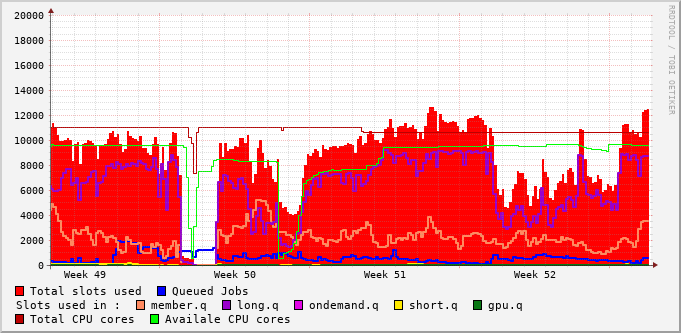 20000
18000
16000
14000
12000
10000
8000
6000
4000
2000
0
Week 49 Week 50 Week 51 Week 52
Total slots used Queued Jobs
Slots used in : member.q long.q ondemand.q short.q gpu.q
Total CPU cores Availale CPU cores
RRDTOOL / TOBI OETIKER